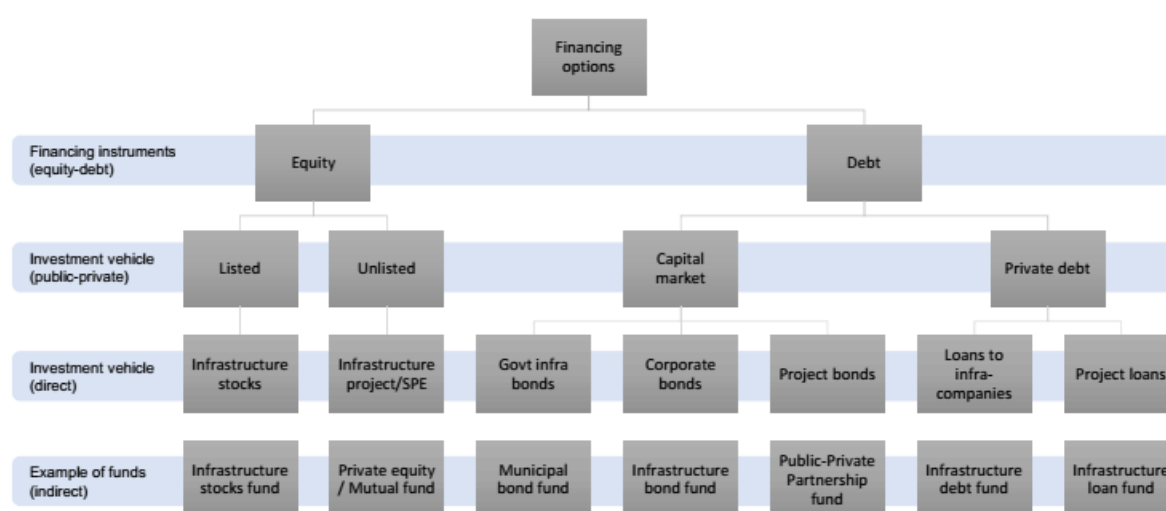 Financing
options
Financing instruments
(equity-debt)
Equity
Debt
Investment vehicle
(public-private)
Listed
Unlisted
Capital
market
Private debt
Investment vehicle
(direct)
Infrastructure
stocks
Infrastructure
project/SPE
Govt infra
bonds
Corporate
bonds
Project bonds
Loans to
infra-
companies
Project loans
Example of funds
(indirect)
Infrastructure
stocks fund
Private equity
/ Mutual fund
Municipal
bond fund
Infrastructure
bond fund
Public-Private
Partnership
fund
Infrastructure
debt fund
Infrastructure
loan fund